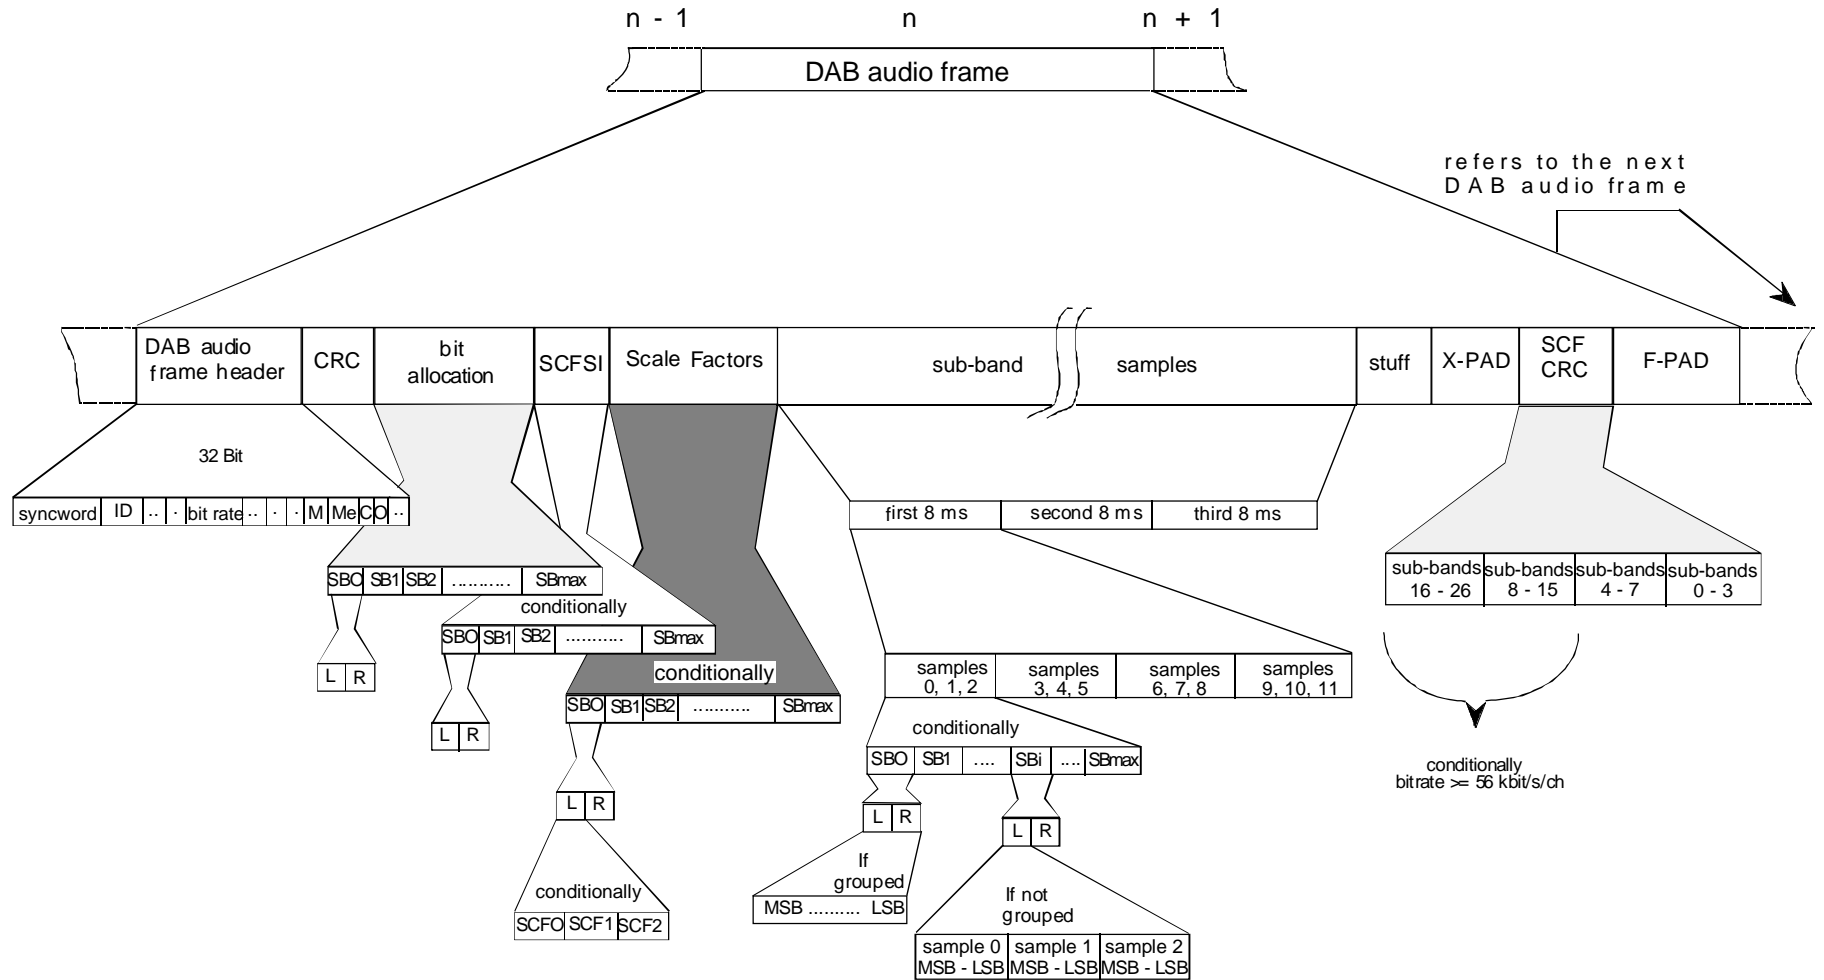 n - 1 n n + 1
DAB audio frame
refers to the next
DAB audio frame
DAB audio
frame header
CRC
bit
allocation
SCFSI
Scale Factors
sub-band samples
stuff
X-PAD
SCF
CRC
F-PAD
32 Bit
syncword ID .. . bit rate .. . . M Me CO ..
first 8 ms second 8 ms third 8 ms
SBO SB1 SB2 ........... SBmax
conditionally
SBO SB1 SB2 ........... SBmax
L R
conditionally
SBO SB1 SB2 ........... SBmax
L R
L R
conditionally
SCFO SCF1 SCF2
samples
0, 1, 2
samples
3, 4, 5
samples
6, 7, 8
samples
9, 10, 11
conditionally
SBO SB1 .... SBi .... SBmax
L R
L R
If
grouped
MSB .......... LSB
If not
grouped
sample 0
MSB - LSB
sample 1
MSB - LSB
sample 2
MSB - LSB
sub-bands
16 - 26
sub-bands
8 - 15
sub-bands
4 - 7
sub-bands
0 - 3
conditionally
bitrate >= 56 kbit/s/ch